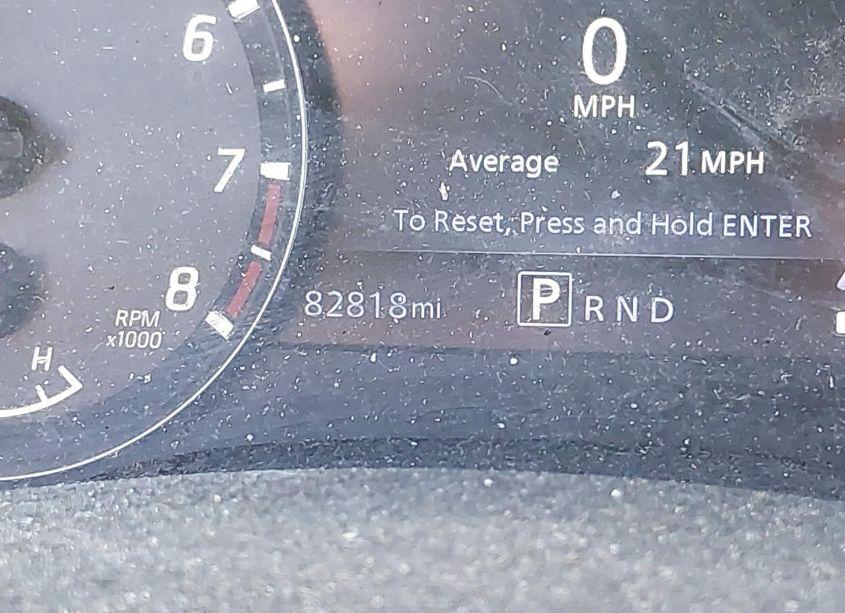 6
0
MPH
7
Average 21 MPH
To Reset, Press and Hold ENTER
8
82818mi P R N D
RPM
x1000
H